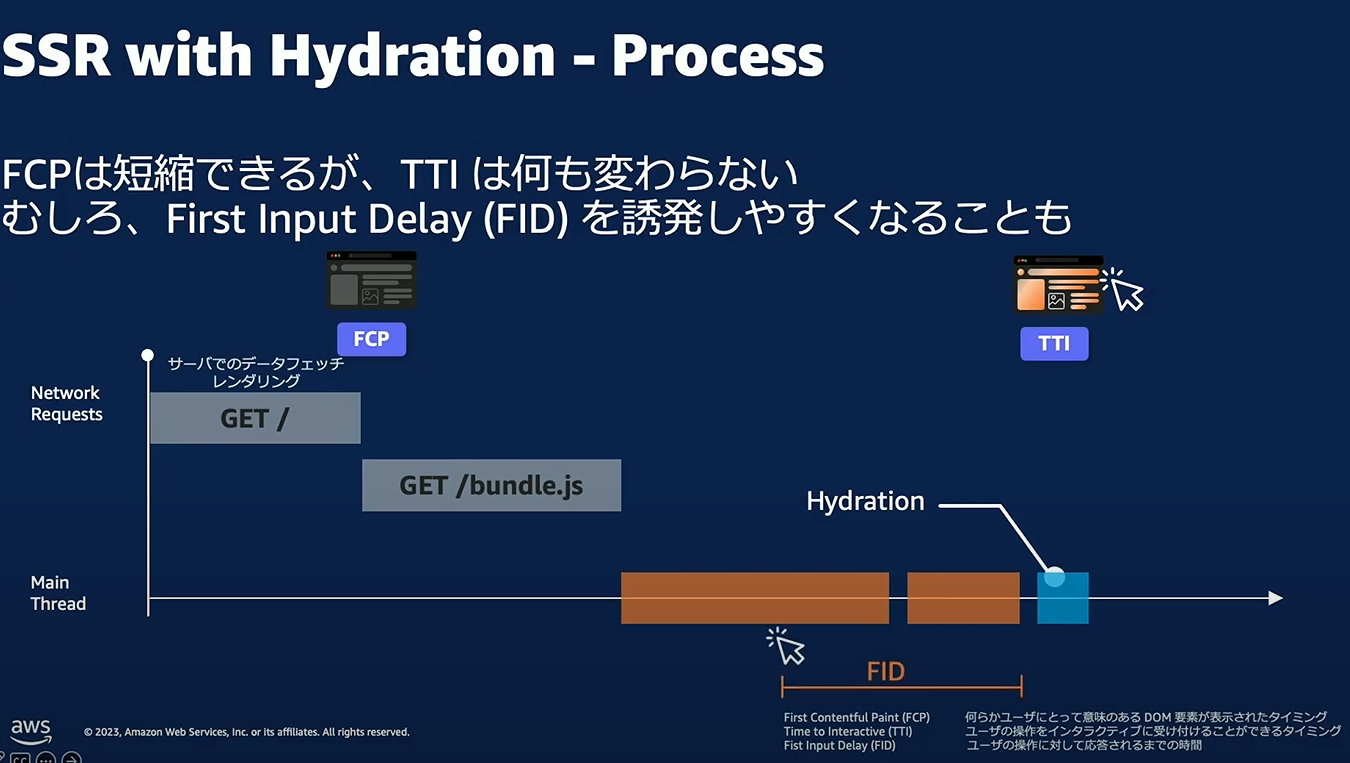 SSR with Hydration - Process
FCPは短縮できるが、TTI は何も変わらない
むしろ、First Input Delay (FID) を誘発しやすくなることも
FCP
TTI
サーバでのデータフェッチ
レンダリング
Network
Requests
GET /
GET /bundle.js
Hydration
Main
Thread
FID
First Contentful Paint (FCP) 何らかユーザにとって意味のある DOM 要素が表示されたタイミング
Time to Interactive (TTI) ユーザの操作をインタラクティブに受け付けることができるタイミング
Fist Input Delay (FID) ユーザの操作に対して応答されるまでの時間
aws
© 2023, Amazon Web Services, Inc. or its affiliates. All rights reserved.
CC